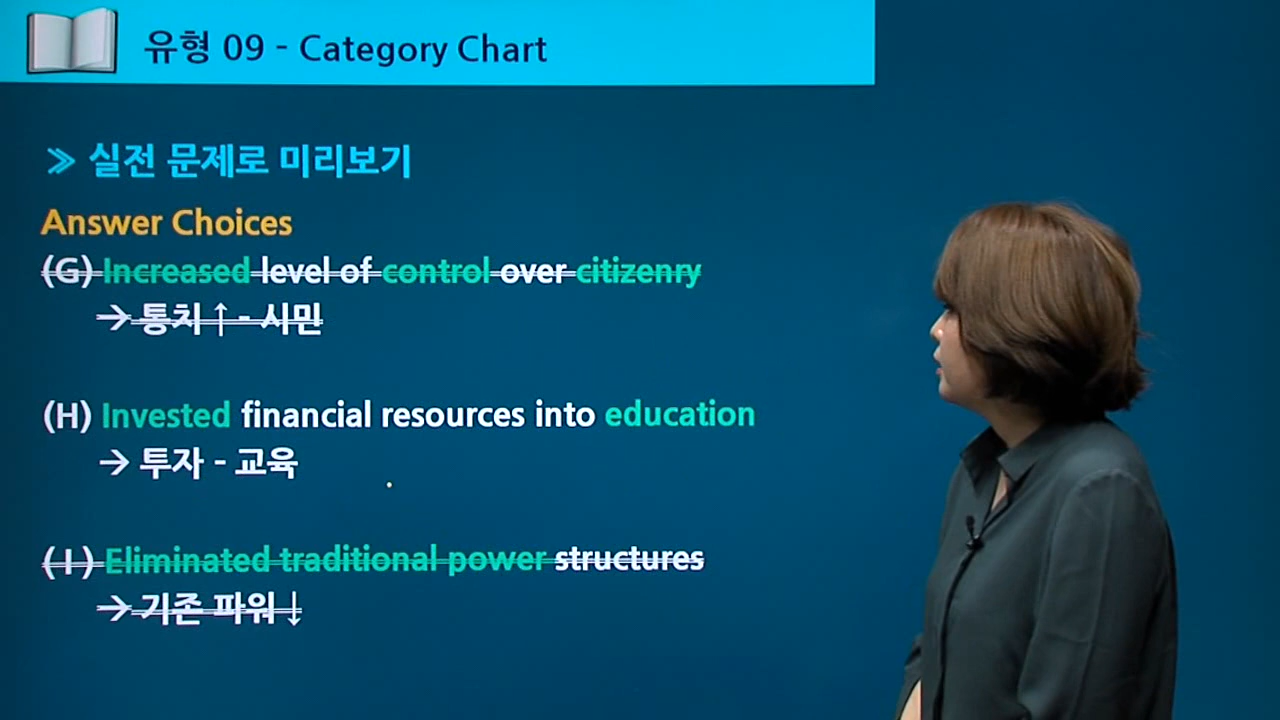 유형 09 - Category Chart
≫ 실전 문제로 미리보기
Answer Choices
(G) Increased level of control over citizenry
→ 통치 ↑ - 시민
(H) Invested financial resources into education
→ 투자 - 교육
( I ) Eliminated traditional power structures
→ 기존 파워 ↓